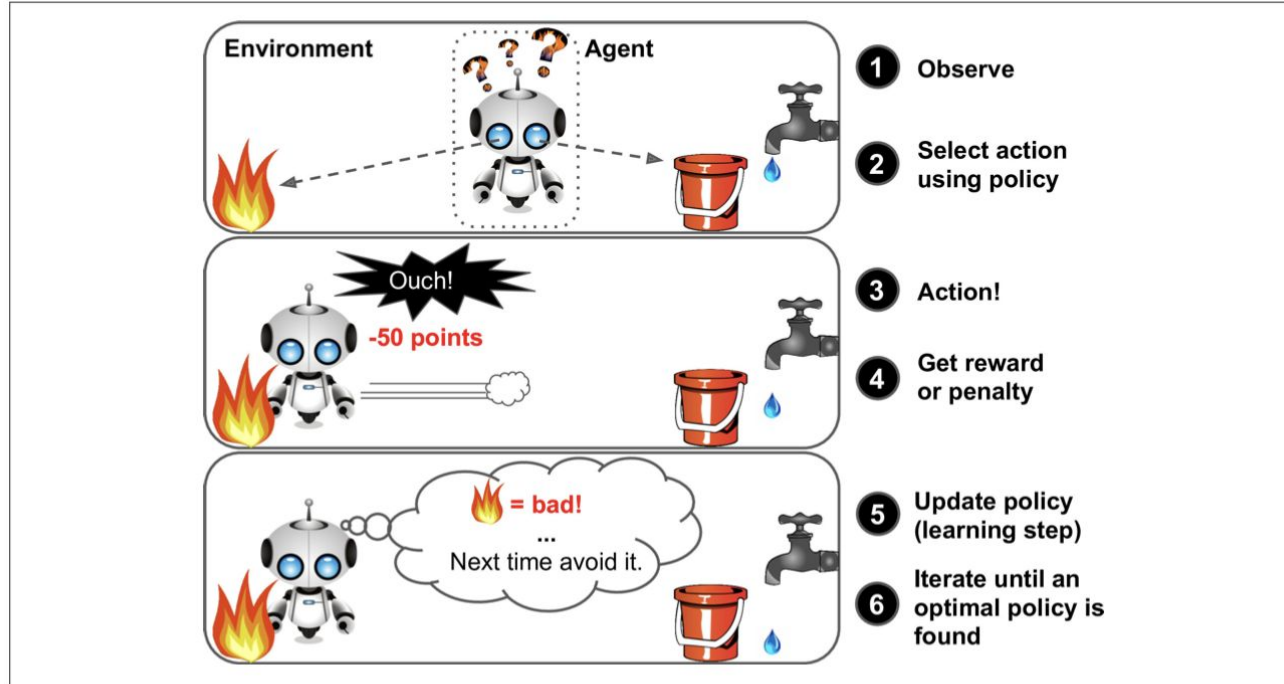 Environment
Agent
? ? ?
1 Observe
2 Select action
using policy
Ouch!
-50 points
3 Action!
4 Get reward
or penalty
= bad!
...
Next time avoid it.
5 Update policy
(learning step)
6 Iterate until an
optimal policy is
found